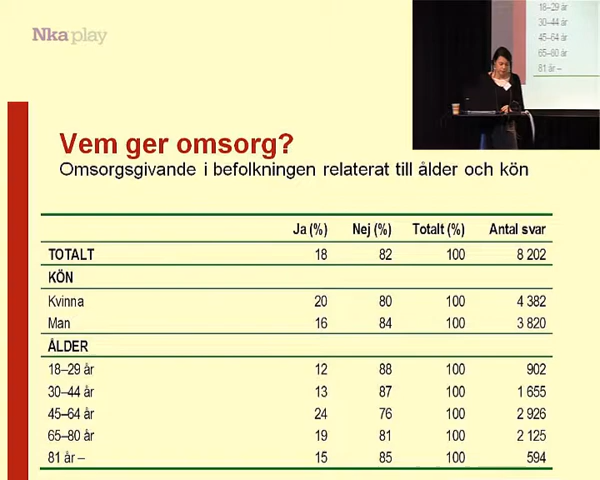 Nka play
18–29 år
30–44 år
45–64 år
65–80 år
81 år –
Vem ger omsorg?
Omsorgsgivande i befolkningen relaterat till ålder och kön
Ja (%) Nej (%) Totalt (%) Antal svar
TOTALT 18 82 100 8 202
KÖN
Kvinna 20 80 100 4 382
Man 16 84 100 3 820
ÅLDER
18–29 år 12 88 100 902
30–44 år 13 87 100 1 655
45–64 år 24 76 100 2 926
65–80 år 19 81 100 2 125
81 år – 15 85 100 594